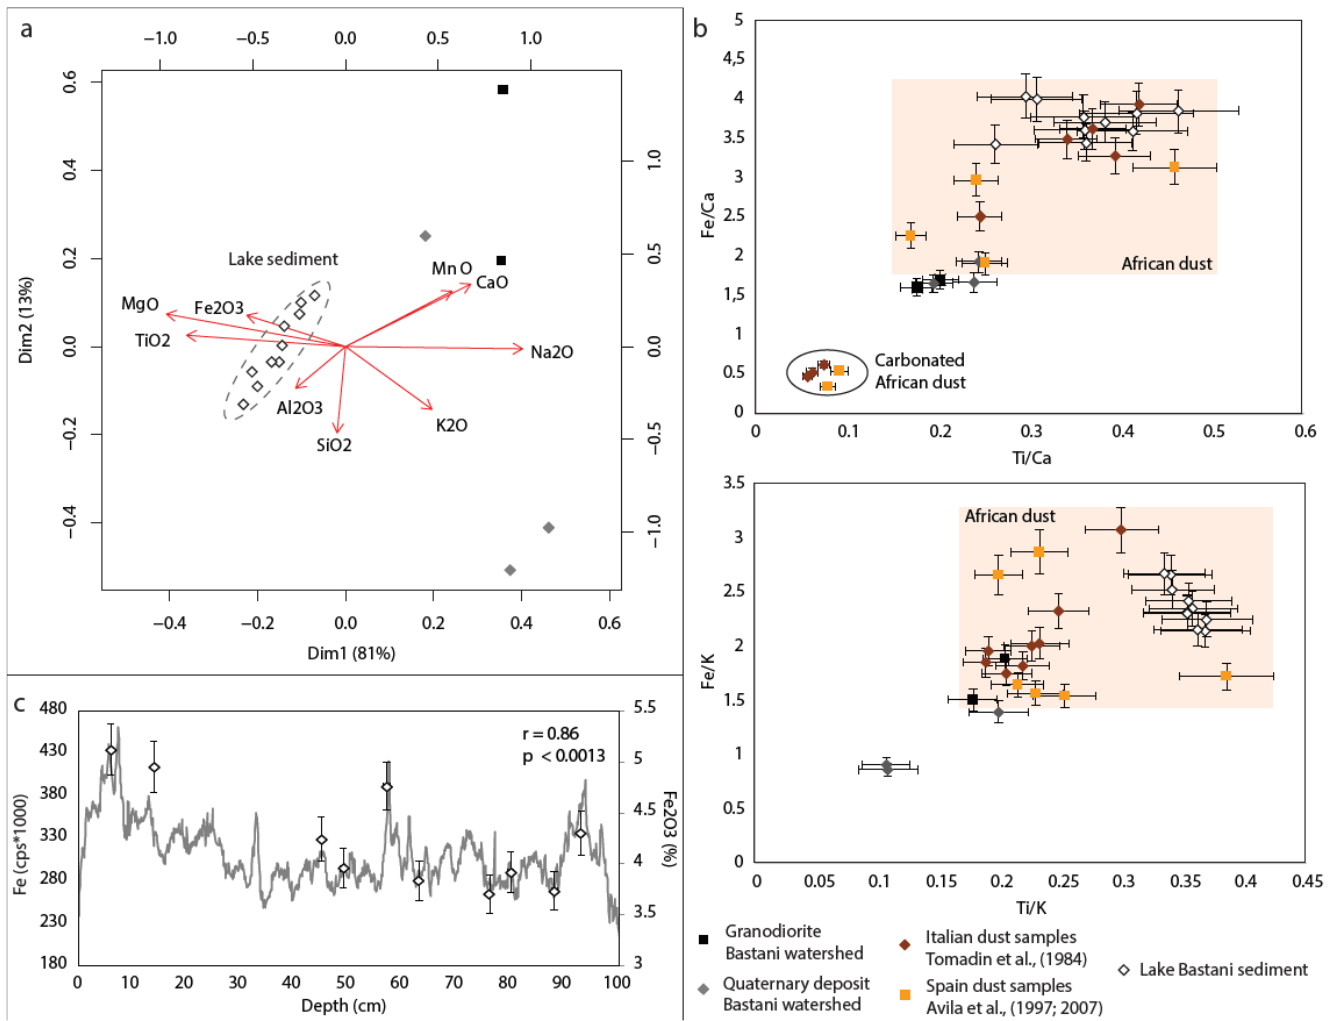 a
−1.0 −0.5 0.0 0.5 1.0
0.6
0.4
0.2
0.0
−0.2
−0.4
Dim2 (13%)
1.0
0.5
0.0
−0.5
−1.0
Lake sediment
MgO
Fe2O3
TiO2
Mn O
CaO
Na2O
Al2O3
SiO2
K2O
−0.4 −0.2 0.0 0.2 0.4 0.6
Dim1 (81%)
b
5
4,5
4
3.5
3
2.5
2
1.5
1
0.5
0
Fe/Ca
African dust
Carbonated
African dust
0 0.1 0.2 0.3 0.4 0.5 0.6
Ti/Ca
3.5
3
2.5
2
1.5
1
0.5
0
Fe/K
African dust
0 0.05 0.1 0.15 0.2 0.25 0.3 0.35 0.4 0.45
Ti/K
c
480
430
380
330
280
230
180
Fe (cps*1000)
r = 0.86
p < 0.0013
5.5
5
4.5
4
3.5
3
Fe2O3 (%)
0 10 20 30 40 50 60 70 80 90 100
Depth (cm)
Granodiorite
Bastani watershed
Quaternary deposit
Bastani watershed
Italian dust samples
Tomadin et al., (1984)
Spain dust samples
Avila et al., (1997; 2007)
Lake Bastani sediment